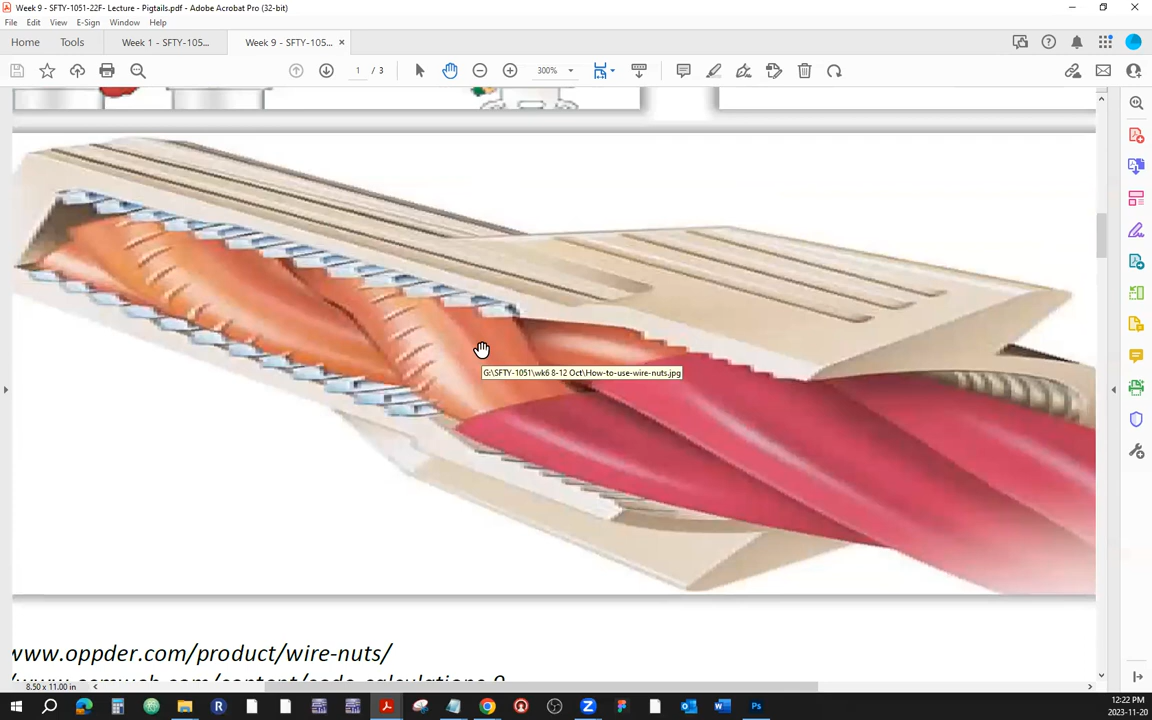 Week 9 - SFTY-1051-22F- Lecture - Pigtails.pdf - Adobe Acrobat Pro (32-bit)
File Edit View E-Sign Window Help
Home Tools Week 1 - SFTY-105... Week 9 - SFTY-105... ×
1 / 3 300%
G:\SFTY-1051\wk6 8-12 Oct\How-to-use-wire-nuts.jpg
www.oppder.com/product/wire-nuts/
8.50 x 11.00 in
12:22 PM
2023-11-20